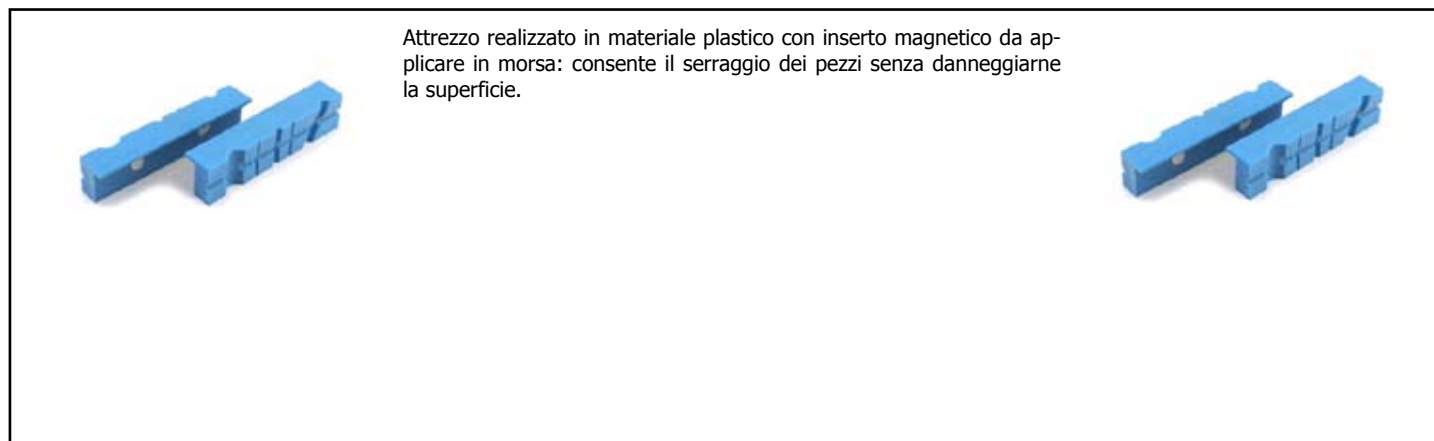 Attrezzo realizzato in materiale plastico con inserto magnetico da ap-
plicare in morsa: consente il serraggio dei pezzi senza danneggiarne
la superficie.